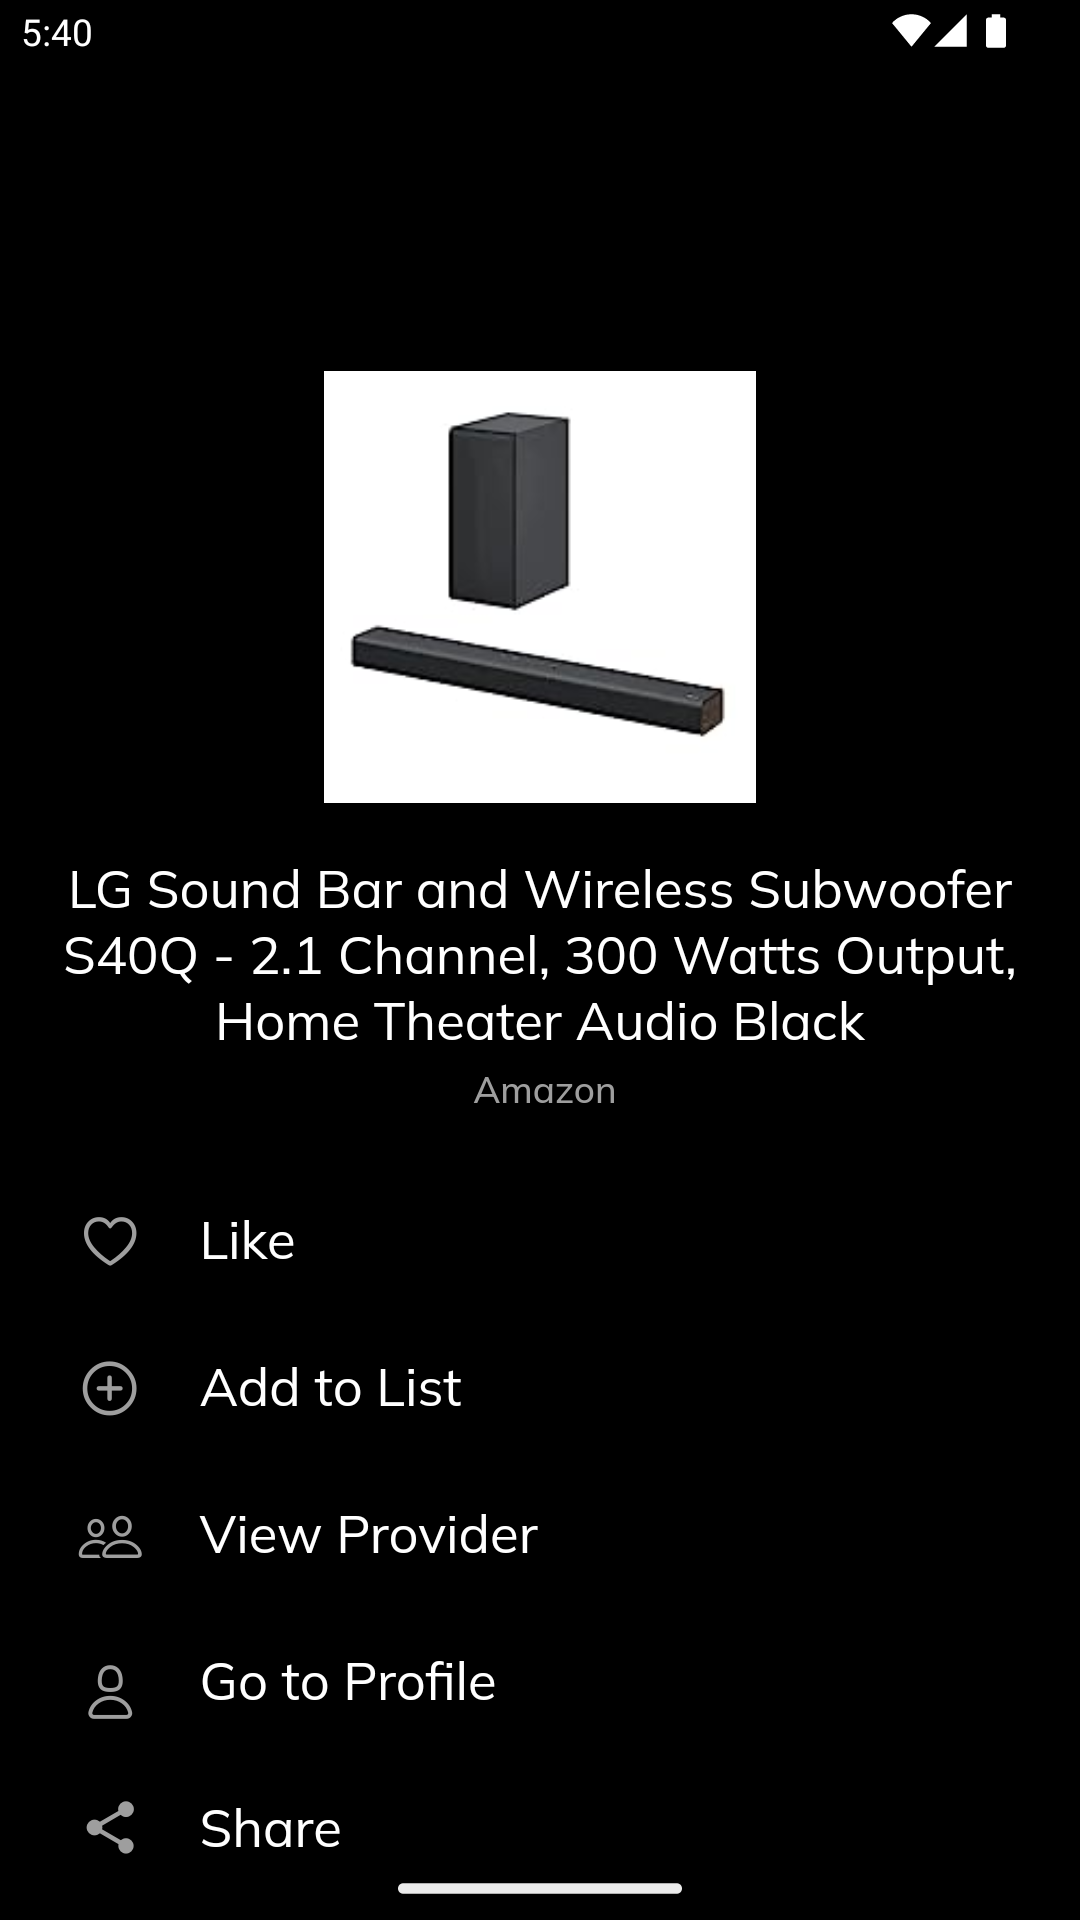 5:40
LG Sound Bar and Wireless Subwoofer
S40Q - 2.1 Channel, 300 Watts Output,
Home Theater Audio Black
Amazon
Like
Add to List
View Provider
Go to Profile
Share